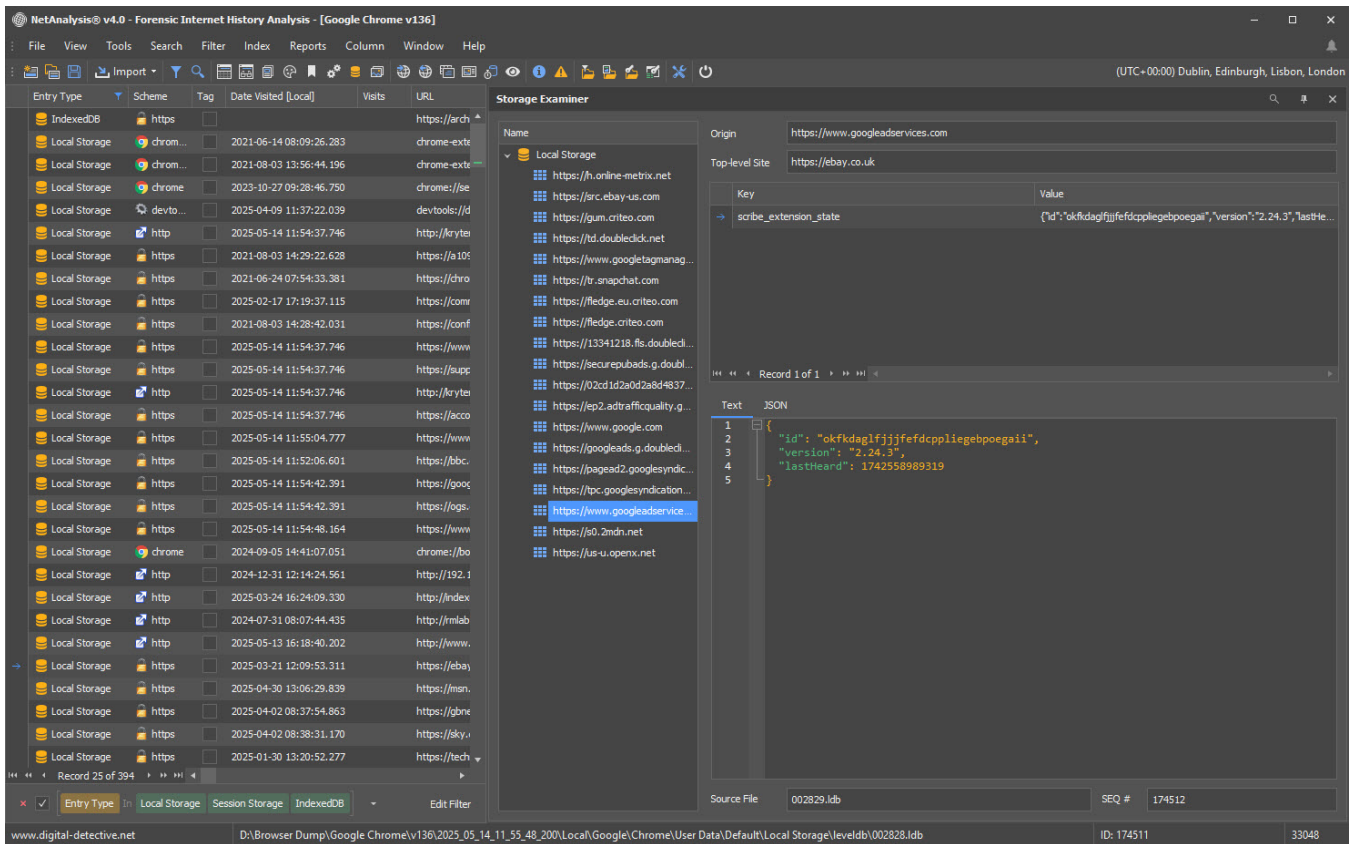 NetAnalysis® v4.0 - Forensic Internet History Analysis - [Google Chrome v136]
File View Tools Search Filter Index Reports Column Window Help
Import
(UTC+00:00) Dublin, Edinburgh, Lisbon, London
Entry Type Scheme Tag Date Visited [Local] Visits URL
IndexedDB https https://arch
Local Storage chrom... 2021-06-14 08:09:26.283 chrome-exte
Local Storage chrom... 2021-08-03 13:56:44.196 chrome-exte
Local Storage chrome 2023-10-27 09:28:46.750 chrome://se
Local Storage devto... 2025-04-09 11:37:22.039 devtools://d
Local Storage http 2025-05-14 11:54:37.746 http://kryte
Local Storage https 2021-08-03 14:29:22.628 https://a109
Local Storage https 2021-06-24 07:54:33.381 https://chro
Local Storage https 2025-02-17 17:19:37.115 https://com
Local Storage https 2021-08-03 14:28:42.031 https://conf
Local Storage https 2025-05-14 11:54:37.746 https://www
Local Storage https 2025-05-14 11:54:37.746 https://supp
Local Storage http 2025-05-14 11:54:37.746 http://kryte
Local Storage https 2025-05-14 11:54:37.746 https://acco
Local Storage https 2025-05-14 11:55:04.777 https://www
Local Storage https 2025-05-14 11:52:06.601 https://bbc.
Local Storage https 2025-05-14 11:54:42.391 https://goog
Local Storage https 2025-05-14 11:54:42.391 https://ogs.
Local Storage https 2025-05-14 11:54:48.164 https://www
Local Storage chrome 2024-09-05 14:41:07.051 chrome://bo
Local Storage http 2024-12-31 12:14:24.561 http://192.1
Local Storage http 2025-03-24 16:24:09.330 http://index
Local Storage http 2024-07-31 08:07:44.435 http://rmlab
Local Storage http 2025-05-13 16:18:40.202 http://www.
Local Storage https 2025-03-21 12:09:53.311 https://ebay
Local Storage https 2025-04-30 13:06:29.839 https://msn.
Local Storage https 2025-04-02 08:37:54.863 https://gbne
Local Storage https 2025-04-02 08:38:31.170 https://sky.
Local Storage https 2025-01-30 13:20:52.277 https://tech
Record 25 of 394
Entry Type In Local Storage Session Storage IndexedDB Edit Filter
Storage Examiner
Name
Local Storage
https://h.online-metrix.net
https://src.ebay-us.com
https://gum.criteo.com
https://td.doubleclick.net
https://www.googletagmanag...
https://tr.snapchat.com
https://fledge.eu.criteo.com
https://fledge.criteo.com
https://13341218.fls.doublecli...
https://securepubads.g.doubl...
https://02cd1d2a0d2a8d4837...
https://ep2.adtrafficquality.g...
https://www.google.com
https://googleads.g.doublecli...
https://pagead2.googlesyndic...
https://tpc.googlesyndication...
https://www.googleadservice...
https://s0.2mdn.net
https://us-u.openx.net
Origin https://www.googleadservices.com
Top-level Site https://ebay.co.uk
Key Value
scribe_extension_state {"id":"okfkdaglfjjjfefdcppliegebpoegaii","version":"2.24.3","lastHe...
Record 1 of 1
Text JSON
1 {
2 "id": "okfkdaglfjjjfefdcppliegebpoegaii",
3 "version": "2.24.3",
4 "lastHeard": 1742558989319
5 }
Source File 002829.ldb SEQ # 174512
www.digital-detective.net D:\Browser Dump\Google Chrome\v136\2025_05_14_11_55_48_200\Local\Google\Chrome\User Data\Default\Local Storage\leveldb\002828.ldb ID: 174511 33048